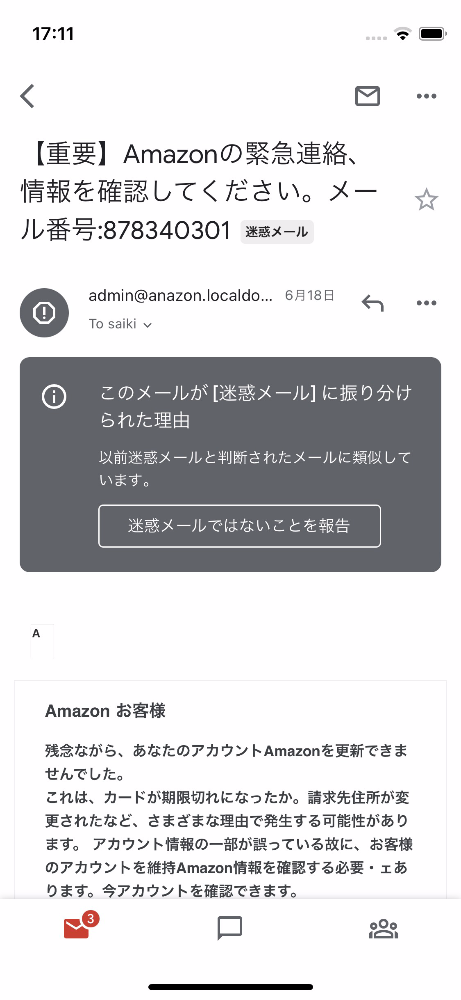 17:11
【重要】Amazonの緊急連絡、
情報を確認してください。メー
ル番号:878340301 迷惑メール
admin@anazon.localdo... 6月18日
To saiki
このメールが [迷惑メール] に振り分け
られた理由
以前迷惑メールと判断されたメールに類似して
います。
迷惑メールではないことを報告
A
Amazon お客様
残念ながら、あなたのアカウントAmazonを更新できま
せんでした。
これは、カードが期限切れになったか。請求先住所が変
更されたなど、さまざまな理由で発生する可能性があり
ます。 アカウント情報の一部が誤っている故に、お客様
のアカウントを維持Amazon情報を確認する必要・ェあ
ります。今アカウントを確認できます。
3